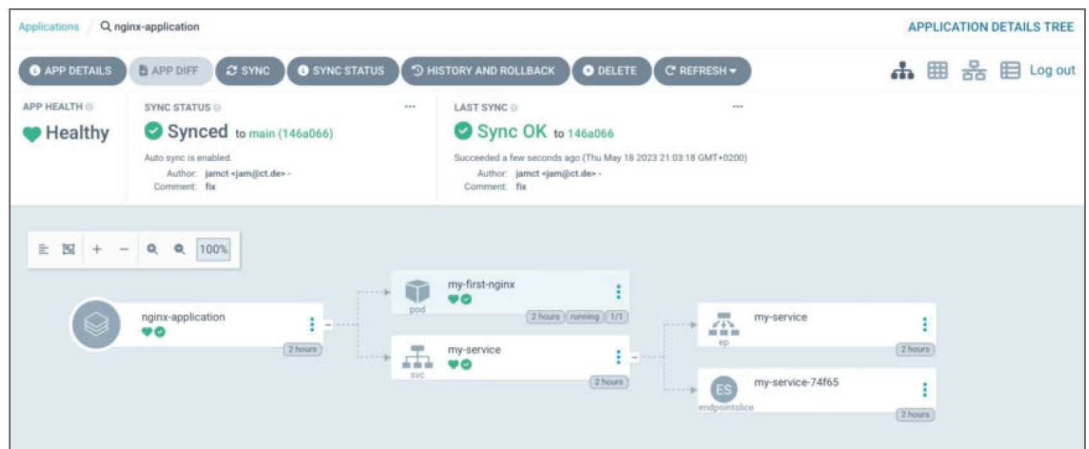 Applications / nginx-application
APPLICATION DETAILS TREE
APP DETAILS APP DIFF SYNC SYNC STATUS HISTORY AND ROLLBACK DELETE REFRESH Log out
APP HEALTH
Healthy
SYNC STATUS ...
Synced to main (146a066)
Auto sync is enabled.
Author: jamct <jam@ct.de> -
Comment: fix
LAST SYNC ...
Sync OK to 146a066
Succeeded a few seconds ago (Thu May 18 2023 21:03:18 GMT+0200)
Author: jamct <jam@ct.de> -
Comment: fix
100%
nginx-application
2 hours
my-first-nginx
pod
2 hours running 1/1
my-service
svc
2 hours
my-service
ep
2 hours
ES
my-service-74f65
endpointslice
2 hours